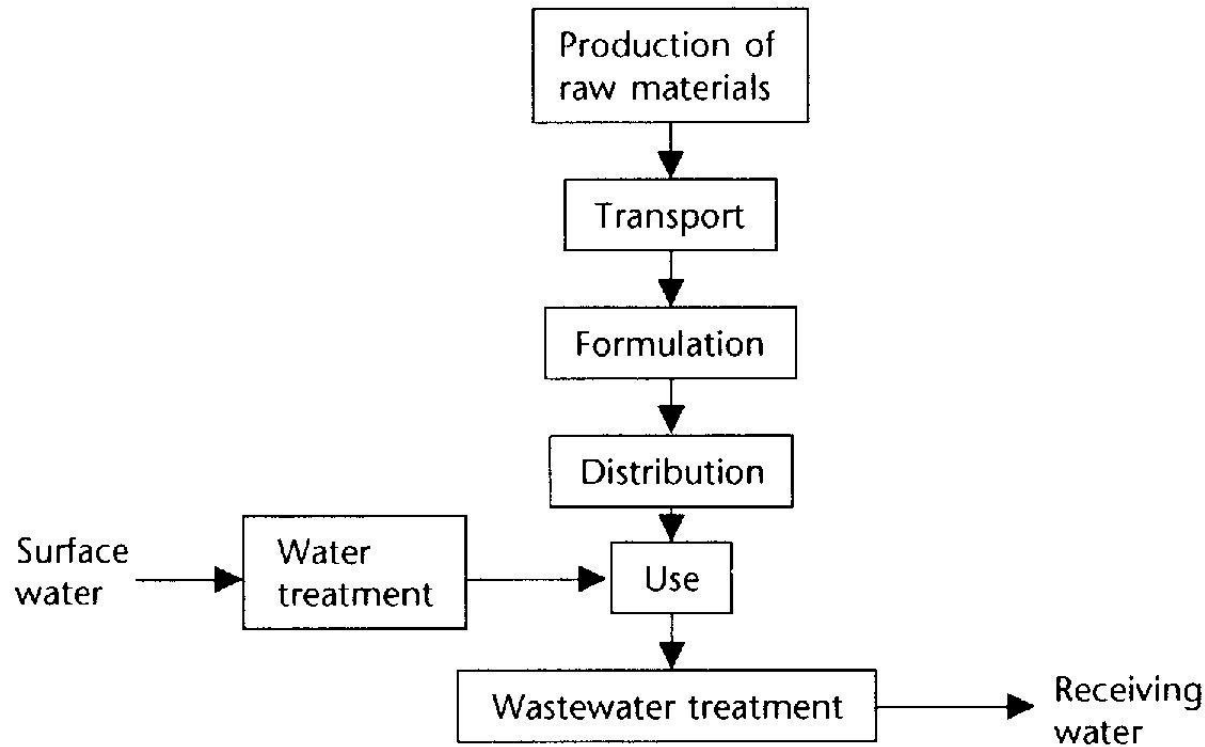 Production of
raw materials
Transport
Formulation
Distribution
Surface
water
Water
treatment
Use
Wastewater treatment
Receiving
water